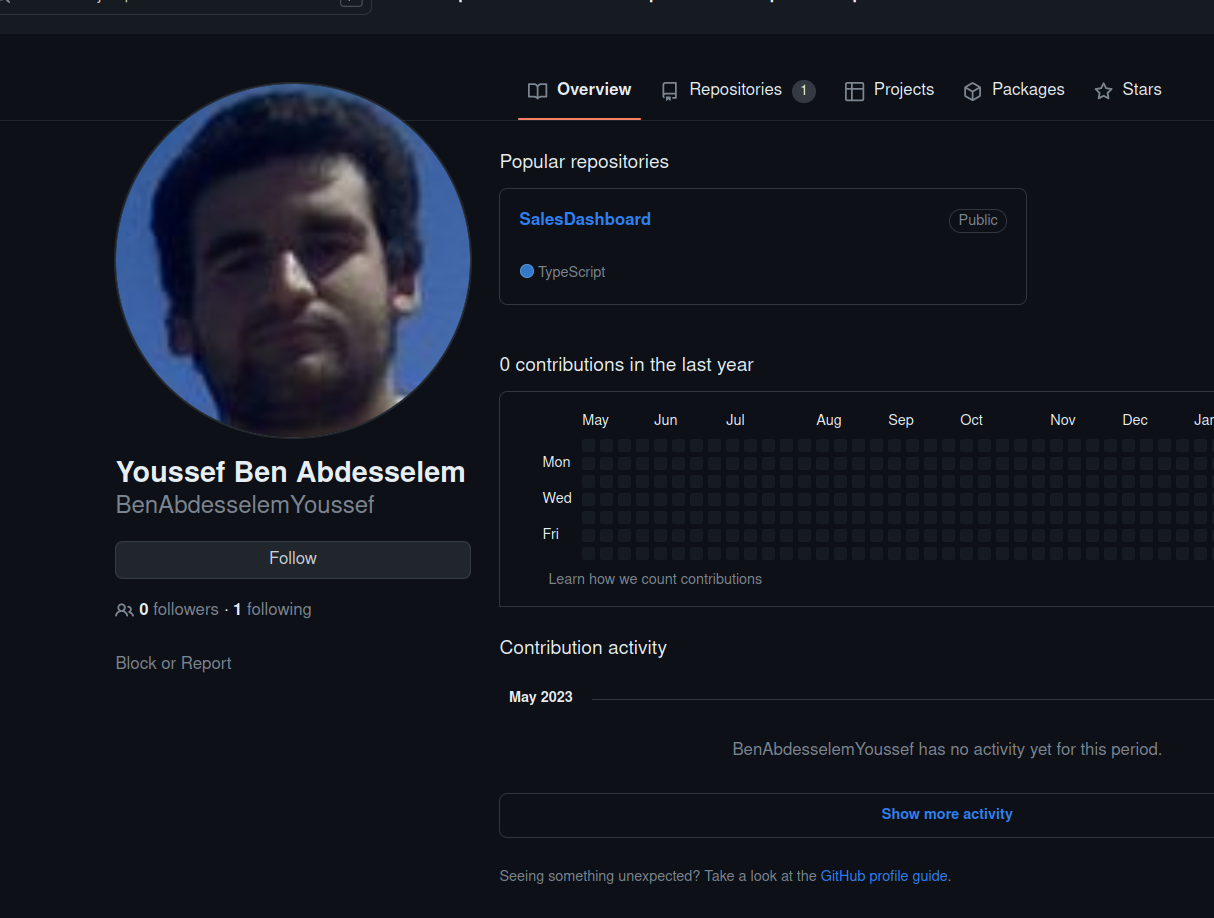 Overview
Repositories 1
Projects
Packages
Stars
Youssef Ben Abdesselem
BenAbdesselemYoussef
Follow
0 followers · 1 following
Block or Report
Popular repositories
SalesDashboard
Public
TypeScript
0 contributions in the last year
May Jun Jul Aug Sep Oct Nov Dec Jan
Mon
Wed
Fri
Learn how we count contributions
Contribution activity
May 2023
BenAbdesselemYoussef has no activity yet for this period.
Show more activity
Seeing something unexpected? Take a look at the GitHub profile guide.